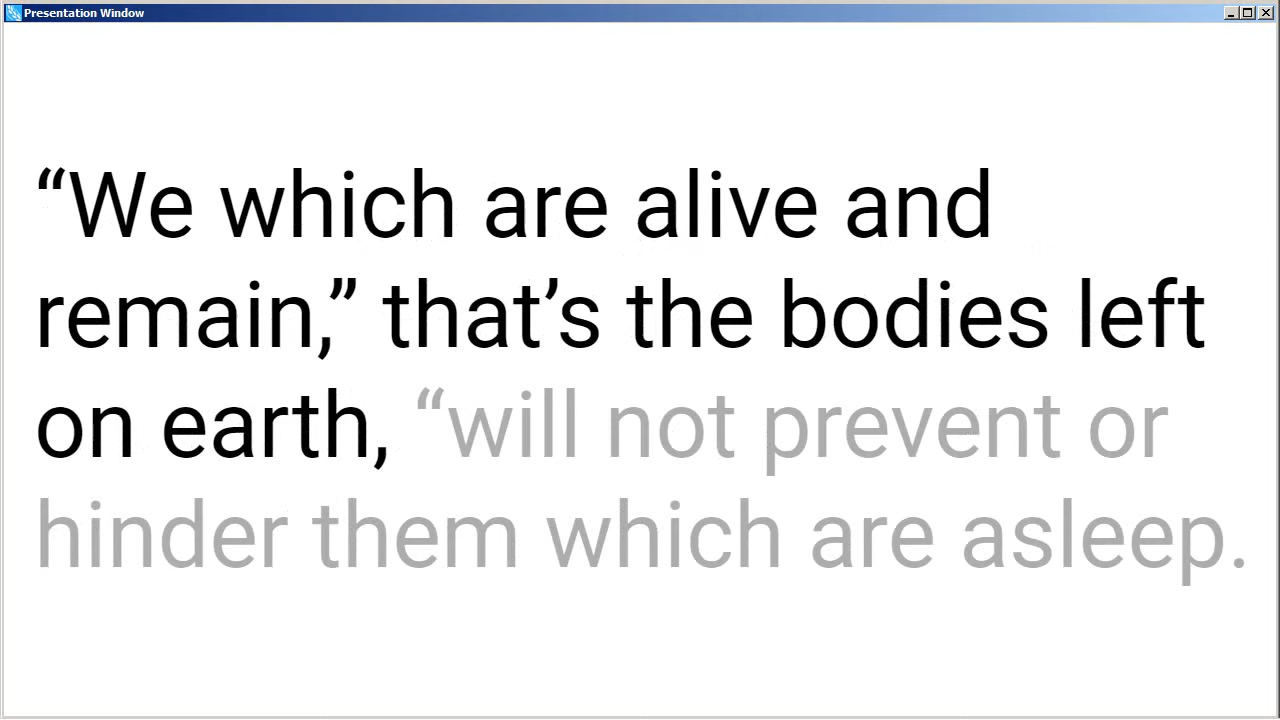 Presentation Window
“We which are alive and
remain,” that’s the bodies left
on earth, “will not prevent or
hinder them which are asleep.